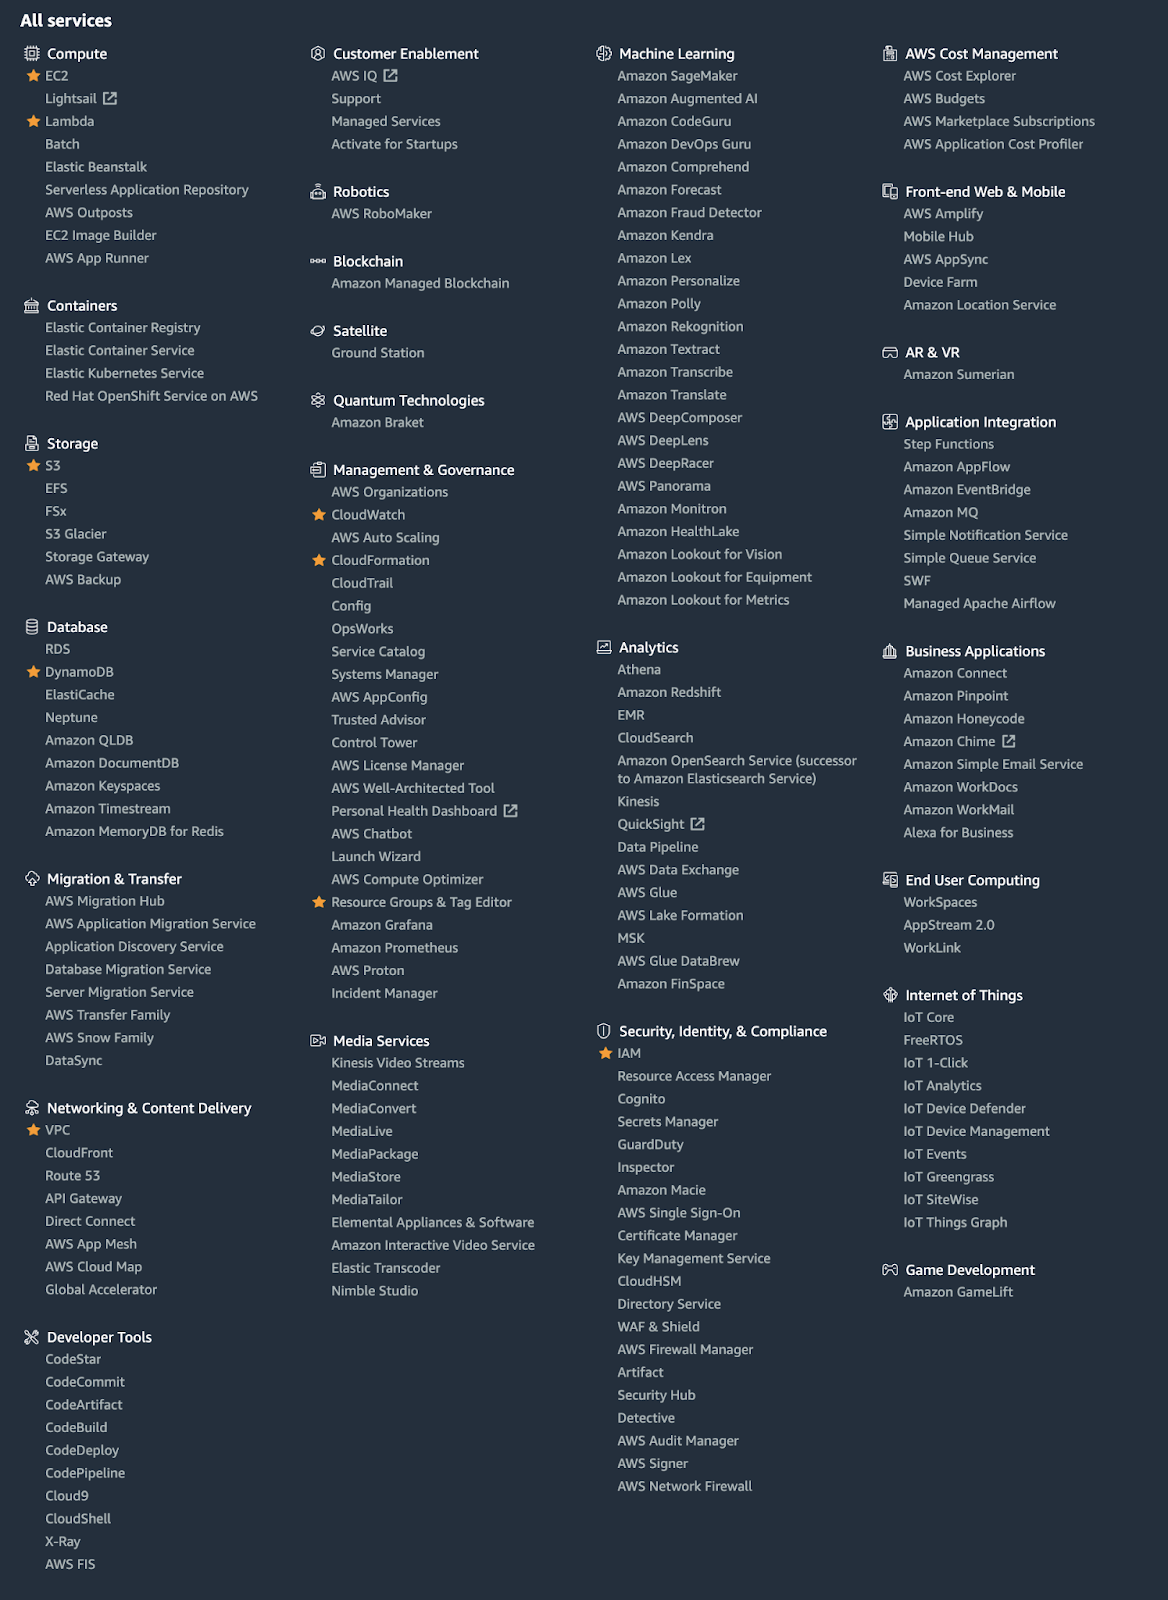 All services
Compute
EC2
Lightsail
Lambda
Batch
Elastic Beanstalk
Serverless Application Repository
AWS Outposts
EC2 Image Builder
AWS App Runner
Containers
Elastic Container Registry
Elastic Container Service
Elastic Kubernetes Service
Red Hat OpenShift Service on AWS
Storage
S3
EFS
FSx
S3 Glacier
Storage Gateway
AWS Backup
Database
RDS
DynamoDB
ElastiCache
Neptune
Amazon QLDB
Amazon DocumentDB
Amazon Keyspaces
Amazon Timestream
Amazon MemoryDB for Redis
Migration & Transfer
AWS Migration Hub
AWS Application Migration Service
Application Discovery Service
Database Migration Service
Server Migration Service
AWS Transfer Family
AWS Snow Family
DataSync
Networking & Content Delivery
VPC
CloudFront
Route 53
API Gateway
Direct Connect
AWS App Mesh
AWS Cloud Map
Global Accelerator
Developer Tools
CodeStar
CodeCommit
CodeArtifact
CodeBuild
CodeDeploy
CodePipeline
Cloud9
CloudShell
X-Ray
AWS FIS
Customer Enablement
AWS IQ
Support
Managed Services
Activate for Startups
Robotics
AWS RoboMaker
Blockchain
Amazon Managed Blockchain
Satellite
Ground Station
Quantum Technologies
Amazon Braket
Management & Governance
AWS Organizations
CloudWatch
AWS Auto Scaling
CloudFormation
CloudTrail
Config
OpsWorks
Service Catalog
Systems Manager
AWS AppConfig
Trusted Advisor
Control Tower
AWS License Manager
AWS Well-Architected Tool
Personal Health Dashboard
AWS Chatbot
Launch Wizard
AWS Compute Optimizer
Resource Groups & Tag Editor
Amazon Grafana
Amazon Prometheus
AWS Proton
Incident Manager
Media Services
Kinesis Video Streams
MediaConnect
MediaConvert
MediaLive
MediaPackage
MediaStore
MediaTailor
Elemental Appliances & Software
Amazon Interactive Video Service
Elastic Transcoder
Nimble Studio
Machine Learning
Amazon SageMaker
Amazon Augmented AI
Amazon CodeGuru
Amazon DevOps Guru
Amazon Comprehend
Amazon Forecast
Amazon Fraud Detector
Amazon Kendra
Amazon Lex
Amazon Personalize
Amazon Polly
Amazon Rekognition
Amazon Textract
Amazon Transcribe
Amazon Translate
AWS DeepComposer
AWS DeepLens
AWS DeepRacer
AWS Panorama
Amazon Monitron
Amazon HealthLake
Amazon Lookout for Vision
Amazon Lookout for Equipment
Amazon Lookout for Metrics
Analytics
Athena
Amazon Redshift
EMR
CloudSearch
Amazon OpenSearch Service (successor
to Amazon Elasticsearch Service)
Kinesis
QuickSight
Data Pipeline
AWS Data Exchange
AWS Glue
AWS Lake Formation
MSK
AWS Glue DataBrew
Amazon FinSpace
Security, Identity, & Compliance
IAM
Resource Access Manager
Cognito
Secrets Manager
GuardDuty
Inspector
Amazon Macie
AWS Single Sign-On
Certificate Manager
Key Management Service
CloudHSM
Directory Service
WAF & Shield
AWS Firewall Manager
Artifact
Security Hub
Detective
AWS Audit Manager
AWS Signer
AWS Network Firewall
AWS Cost Management
AWS Cost Explorer
AWS Budgets
AWS Marketplace Subscriptions
AWS Application Cost Profiler
Front-end Web & Mobile
AWS Amplify
Mobile Hub
AWS AppSync
Device Farm
Amazon Location Service
AR & VR
Amazon Sumerian
Application Integration
Step Functions
Amazon AppFlow
Amazon EventBridge
Amazon MQ
Simple Notification Service
Simple Queue Service
SWF
Managed Apache Airflow
Business Applications
Amazon Connect
Amazon Pinpoint
Amazon Honeycode
Amazon Chime
Amazon Simple Email Service
Amazon WorkDocs
Amazon WorkMail
Alexa for Business
End User Computing
WorkSpaces
AppStream 2.0
WorkLink
Internet of Things
IoT Core
FreeRTOS
IoT 1-Click
IoT Analytics
IoT Device Defender
IoT Device Management
IoT Events
IoT Greengrass
IoT SiteWise
IoT Things Graph
Game Development
Amazon GameLift